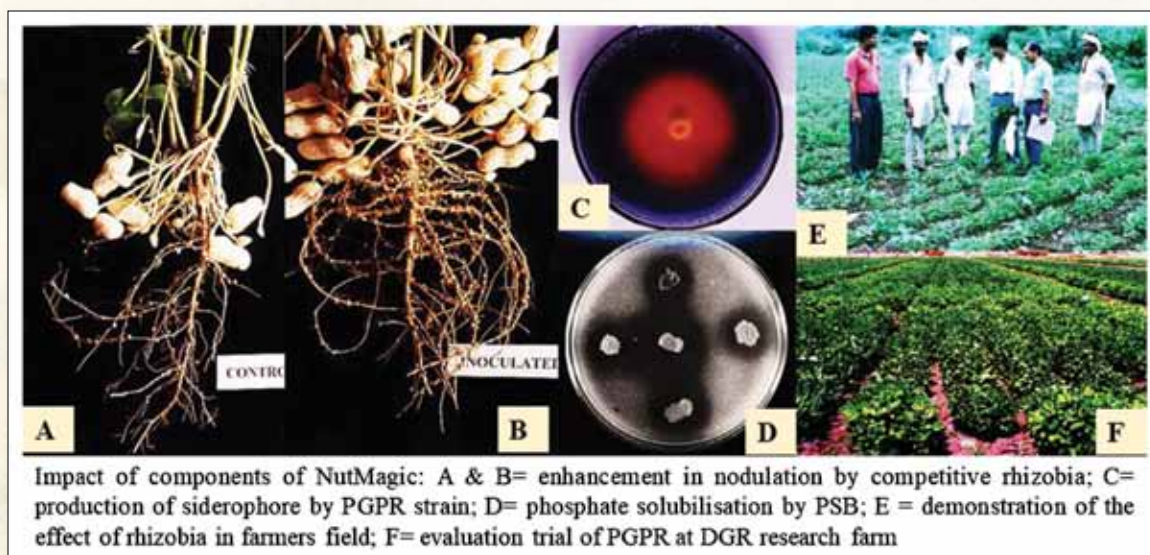 CONTRO
INOCULATED
A
B
C
D
E
F
Impact of components of NutMagic: A & B= enhancement in nodulation by competitive rhizobia; C=
production of siderophore by PGPR strain; D= phosphate solubilisation by PSB; E = demonstration of the
effect of rhizobia in farmers field; F= evaluation trial of PGPR at DGR research farm